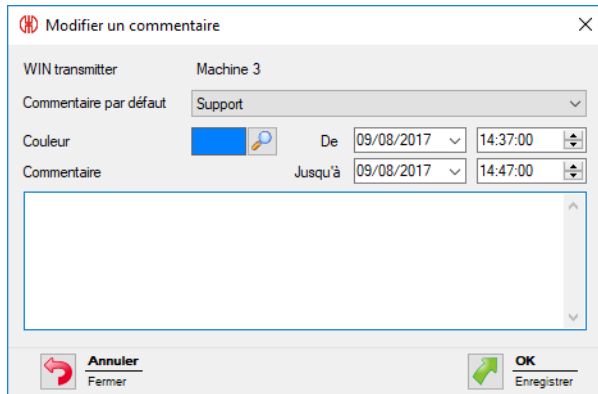 Modifier un commentaire
WIN transmitter Machine 3
Commentaire par défaut Support
Couleur De 09/08/2017 14:37:00
Commentaire Jusqu'à 09/08/2017 14:47:00
Annuler OK
Fermer Enregistrer